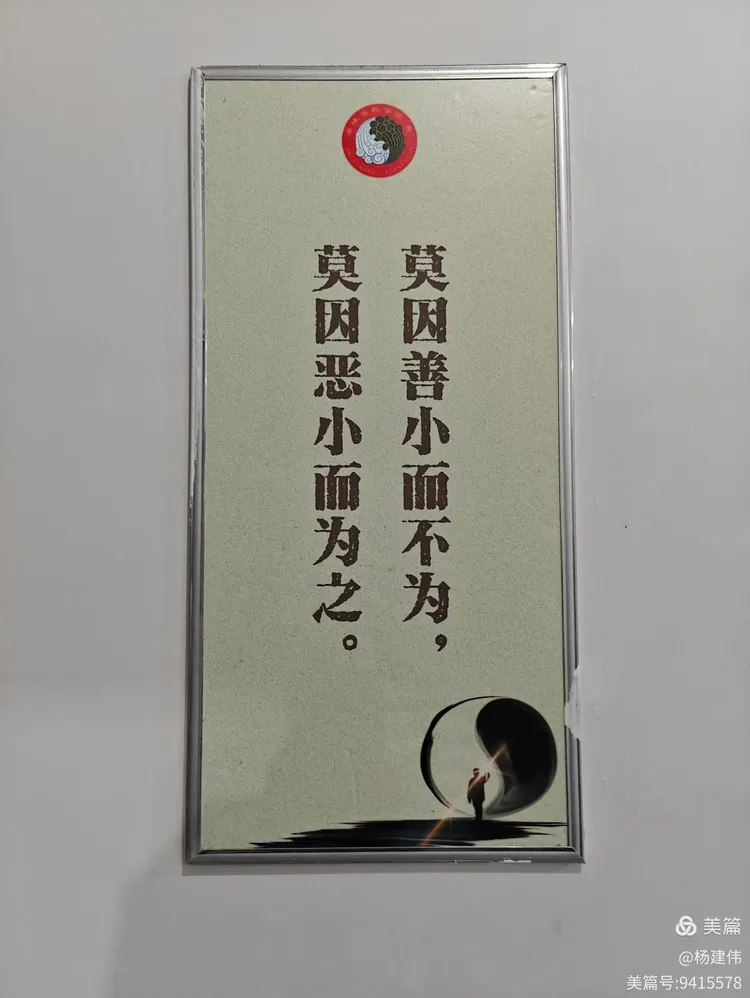 莫因善小而不为，
莫因恶小而为之。
美篇
@杨建伟
美篇号:9415578